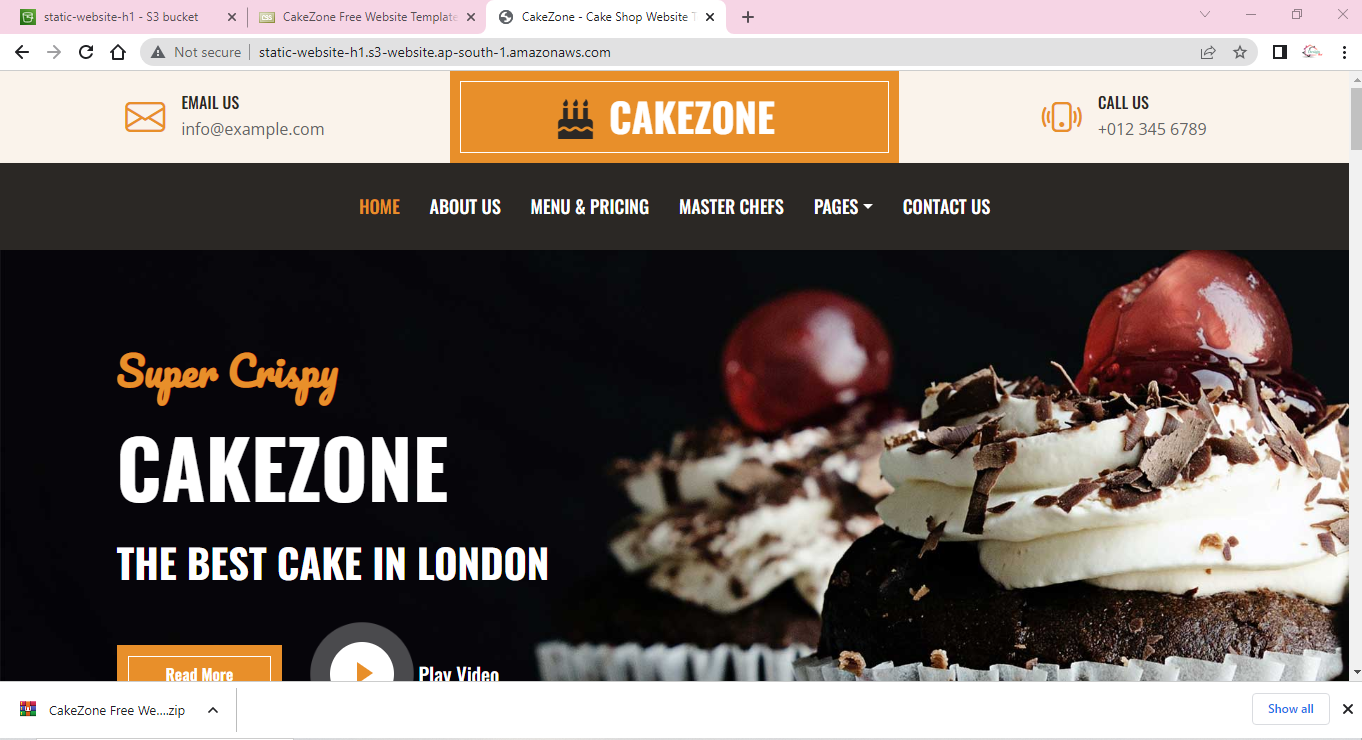 static-website-h1 - S3 bucket
CakeZone Free Website Template
CakeZone - Cake Shop Website T
Not secure
static-website-h1.s3-website.ap-south-1.amazonaws.com
EMAIL US
info@example.com
CAKEZONE
CALL US
+012 345 6789
HOME ABOUT US MENU & PRICING MASTER CHEFS PAGES CONTACT US
Super Crispy
CAKEZONE
THE BEST CAKE IN LONDON
Read More
Play Video
CakeZone Free We....zip
Show all